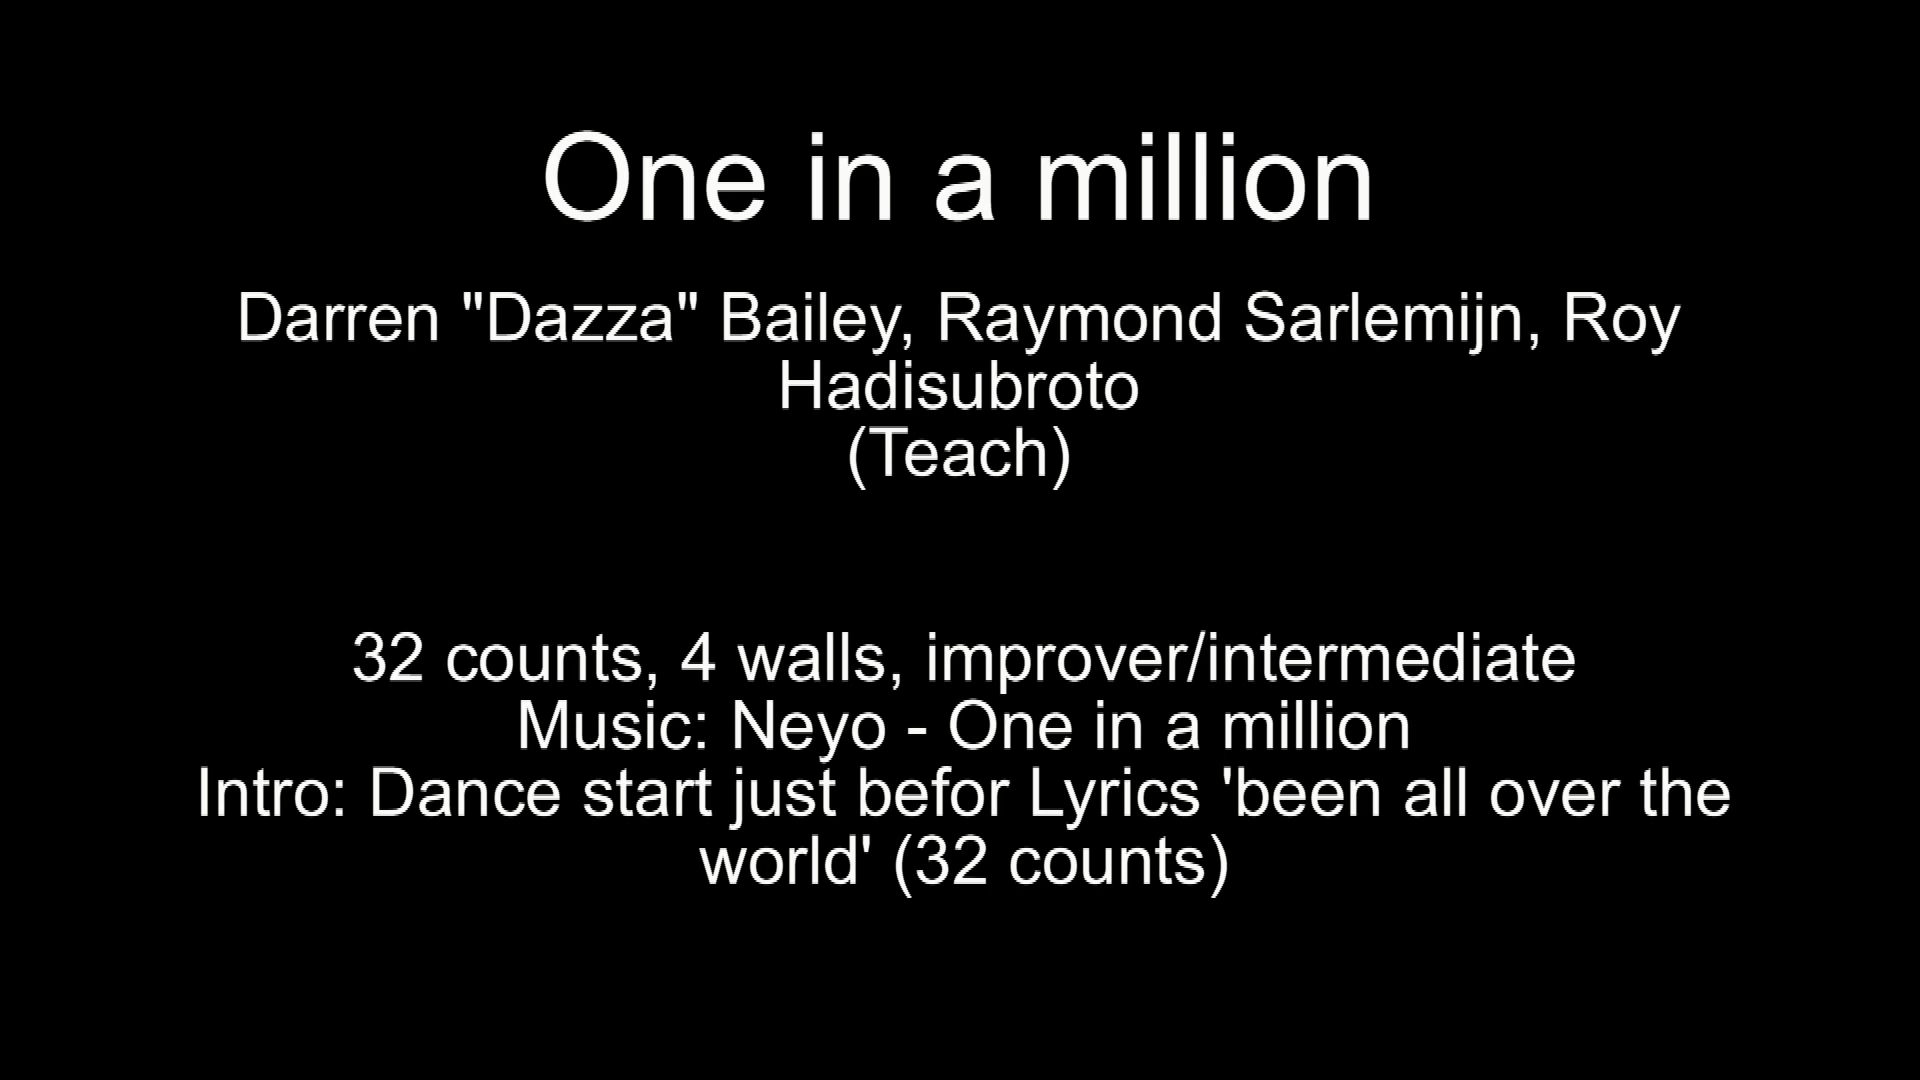 One in a million
Darren "Dazza" Bailey, Raymond Sarlemijn, Roy
Hadisubroto
(Teach)
32 counts, 4 walls, improver/intermediate
Music: Neyo - One in a million
Intro: Dance start just befor Lyrics 'been all over the
world' (32 counts)